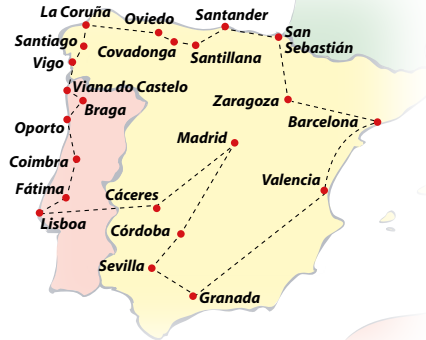 La Coruña
Oviedo
Santander
San
Sebastián
Santiago
Covadonga
Santillana
Vigo
Viana do Castelo
Braga
Zaragoza
Barcelona
Oporto
Madrid
Coimbra
Valencia
Fátima
Cáceres
Lisboa
Córdoba
Sevilla
Granada